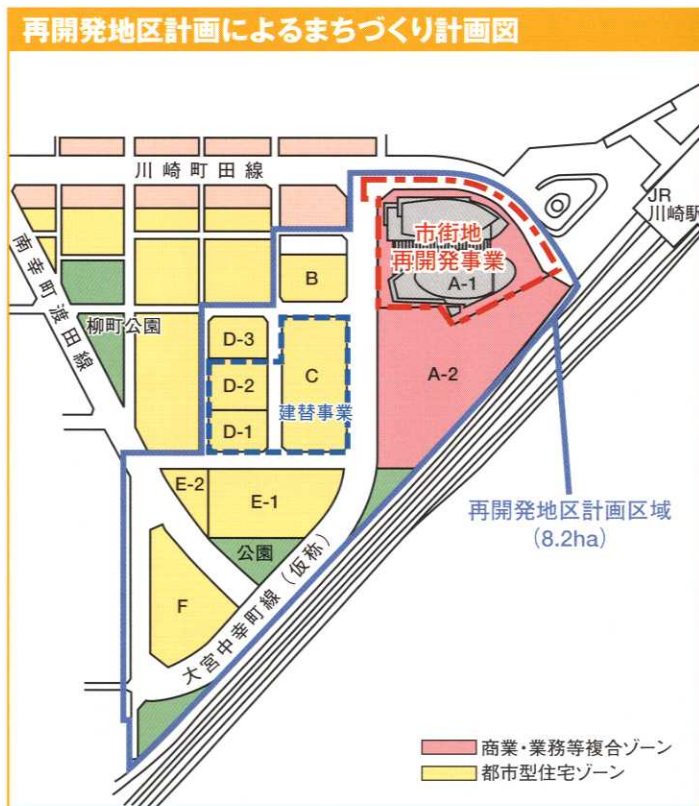 再開発地区計画によるまちづくり計画図
川崎町田線
JR
川崎駅
市街地
再開発事業
A-1
南幸町渡田線
B
柳町公園
D-3
A-2
D-2
C
建替事業
D-1
E-2
E-1
再開発地区計画区域
(8.2ha)
公園
大宮中幸町線(仮称)
F
商業・業務等複合ゾーン
都市型住宅ゾーン